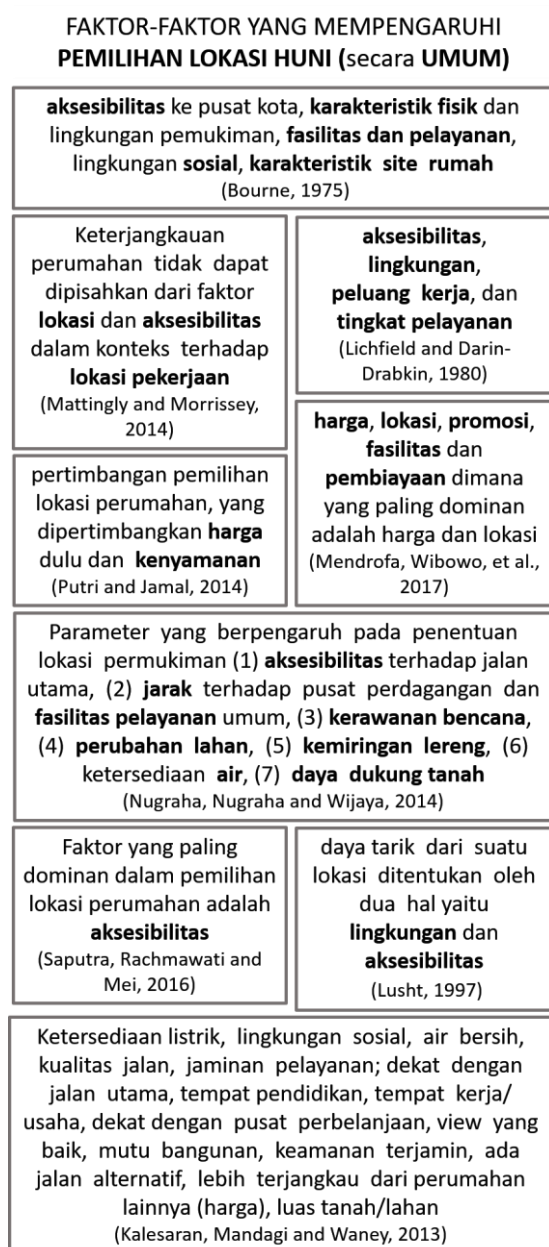 FAKTOR-FAKTOR YANG MEMPENGARUHI
PEMILIHAN LOKASI HUNI (secara UMUM)
aksesibilitas ke pusat kota, karakteristik fisik dan
lingkungan pemukiman, fasilitas dan pelayanan,
lingkungan sosial, karakteristik site rumah
(Bourne, 1975)
Keterjangkauan
perumahan tidak dapat
dipisahkan dari faktor
lokasi dan aksesibilitas
dalam konteks terhadap
lokasi pekerjaan
(Mattingly and Morrissey,
2014)
aksesibilitas,
lingkungan,
peluang kerja, dan
tingkat pelayanan
(Lichfield and Darin-
Drabkin, 1980)
pertimbangan pemilihan
lokasi perumahan, yang
dipertimbangkan harga
dulu dan kenyamanan
(Putri and Jamal, 2014)
harga, lokasi, promosi,
fasilitas dan
pembiayaan dimana
yang paling dominan
adalah harga dan lokasi
(Mendrofa, Wibowo, et al.,
2017)
Parameter yang berpengaruh pada penentuan
lokasi permukiman (1) aksesibilitas terhadap jalan
utama, (2) jarak terhadap pusat perdagangan dan
fasilitas pelayanan umum, (3) kerawanan bencana,
(4) perubahan lahan, (5) kemiringan lereng, (6)
ketersediaan air, (7) daya dukung tanah
(Nugraha, Nugraha and Wijaya, 2014)
Faktor yang paling
dominan dalam pemilihan
lokasi perumahan adalah
aksesibilitas
(Saputra, Rachmawati and
Mei, 2016)
daya tarik dari suatu
lokasi ditentukan oleh
dua hal yaitu
lingkungan dan
aksesibilitas
(Lusht, 1997)
Ketersediaan listrik, lingkungan sosial, air bersih,
kualitas jalan, jaminan pelayanan; dekat dengan
jalan utama, tempat pendidikan, tempat kerja/
usaha, dekat dengan pusat perbelanjaan, view yang
baik, mutu bangunan, keamanan terjamin, ada
jalan alternatif, lebih terjangkau dari perumahan
lainnya (harga), luas tanah/lahan
(Kalesaran, Mandagi and Waney, 2013)